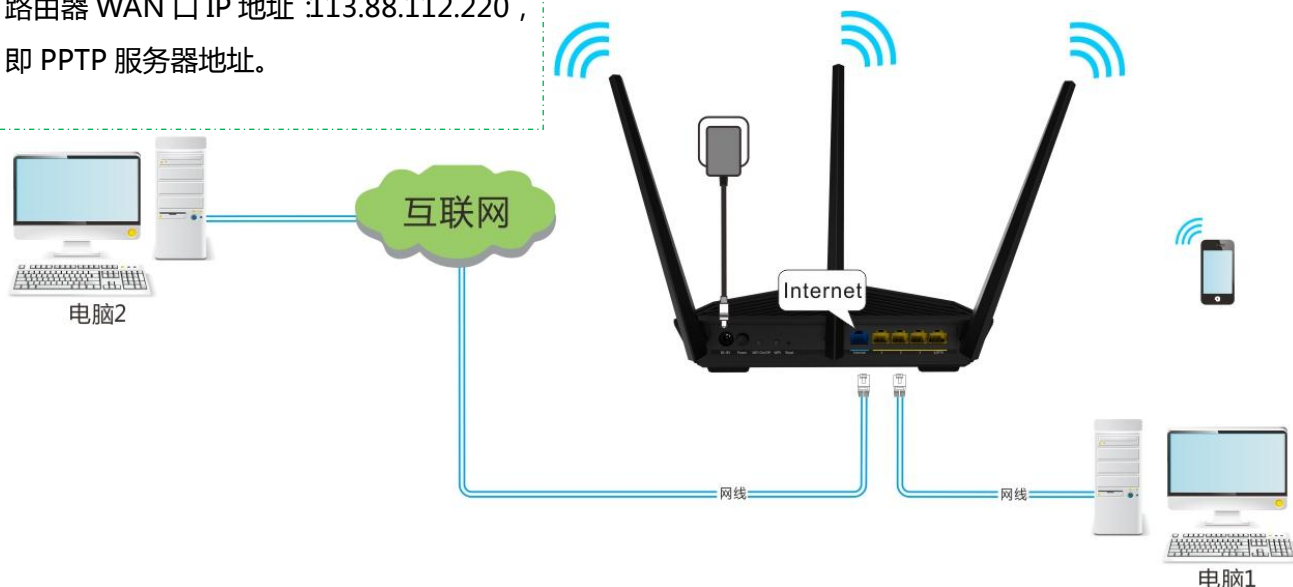 路由器 WAN 口 IP 地址 :113.88.112.220 ,
即 PPTP 服务器地址。
互联网
Internet
电脑2
网线
网线
电脑1